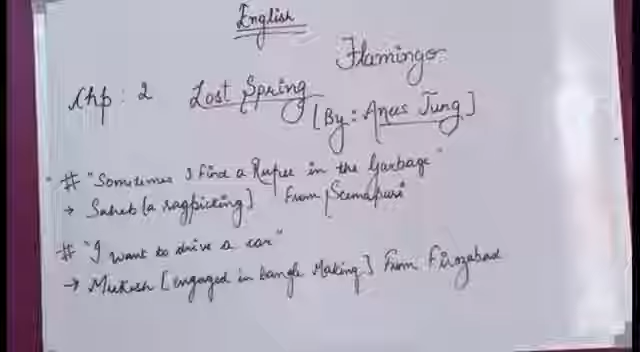 English
Flamingo
Chp : 2 Lost Spring
[By : Anees Jung]
# "Sometimes I find a Rupee in the Garbage"
→ Saheb (a ragpicking] From Seemapuri
# "I want to drive a car"
→ Mukesh [engaged in bangle Making] From Firozabad